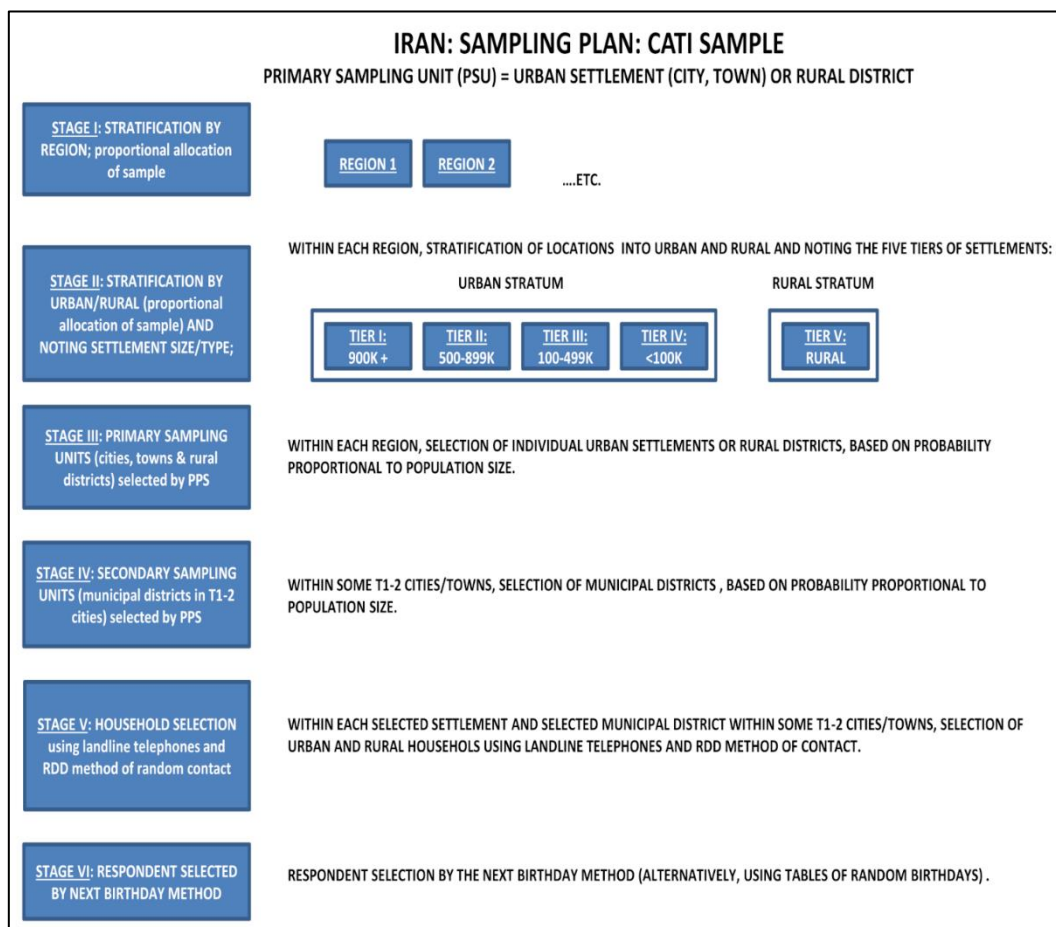 IRAN: SAMPLING PLAN: CATI SAMPLE
PRIMARY SAMPLING UNIT (PSU) = URBAN SETTLEMENT (CITY, TOWN) OR RURAL DISTRICT
STAGE I: STRATIFICATION BY
REGION; proportional allocation
of sample
REGION 1
REGION 2
....ETC.
STAGE II: STRATIFICATION BY
URBAN/RURAL (proportional
allocation of sample) AND
NOTING SETTLEMENT SIZE/TYPE;
WITHIN EACH REGION, STRATIFICATION OF LOCATIONS INTO URBAN AND RURAL AND NOTING THE FIVE TIERS OF SETTLEMENTS:
URBAN STRATUM
RURAL STRATUM
TIER I:
900K +
TIER II:
500-899K
TIER III:
100-499K
TIER IV:
<100K
TIER V:
RURAL
STAGE III: PRIMARY SAMPLING
UNITS (cities, towns & rural
districts) selected by PPS
WITHIN EACH REGION, SELECTION OF INDIVIDUAL URBAN SETTLEMENTS OR RURAL DISTRICTS, BASED ON PROBABILITY
PROPORTIONAL TO POPULATION SIZE.
STAGE IV: SECONDARY SAMPLING
UNITS (municipal districts in T1-2
cities) selected by PPS
WITHIN SOME T1-2 CITIES/TOWNS, SELECTION OF MUNICIPAL DISTRICTS , BASED ON PROBABILITY PROPORTIONAL TO
POPULATION SIZE.
STAGE V: HOUSEHOLD SELECTION
using landline telephones and
RDD method of random contact
WITHIN EACH SELECTED SETTLEMENT AND SELECTED MUNICIPAL DISTRICT WITHIN SOME T1-2 CITIES/TOWNS, SELECTION OF
URBAN AND RURAL HOUSEHOLS USING LANDLINE TELEPHONES AND RDD METHOD OF CONTACT.
STAGE VI: RESPONDENT SELECTED
BY NEXT BIRTHDAY METHOD
RESPONDENT SELECTION BY THE NEXT BIRTHDAY METHOD (ALTERNATIVELY, USING TABLES OF RANDOM BIRTHDAYS) .